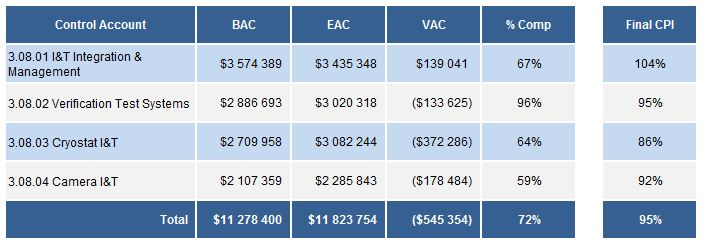 Control Account BAC EAC VAC % Comp Final CPI
3.08.01 I&T Integration &
Management $3 574 389 $3 435 348 $139 041 67% 104%
3.08.02 Verification Test Systems $2 886 693 $3 020 318 ($133 625) 96% 95%
3.08.03 Cryostat I&T $2 709 958 $3 082 244 ($372 286) 64% 86%
3.08.04 Camera I&T $2 107 359 $2 285 843 ($178 484) 59% 92%
Total $11 278 400 $11 823 754 ($545 354) 72% 95%